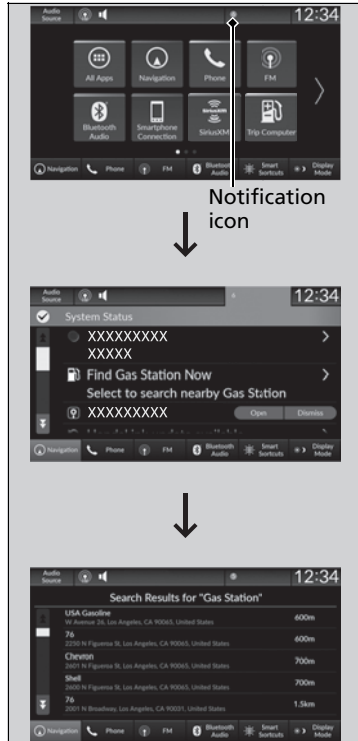 Audio Source 12:34
All Apps Navigation Phone FM
Bluetooth Audio Smartphone Connection SiriusXM Trip Computer
Navigation Phone FM Bluetooth Audio Smart Sortcuts Display Mode
Notification
icon
Audio Source 12:34
System Status
XXXXXXXXX
XXXXX
Find Gas Station Now
Select to search nearby Gas Station
XXXXXXXXX Open Dismiss
Navigation Phone FM Bluetooth Audio Smart Sortcuts Display Mode
Audio Source 12:34
Search Results for "Gas Station"
USA Gasoline
W Avenue 26, Los Angeles, CA 90065, United States 600m
76
2250 N Figueroa St, Los Angeles, CA 90065, United States 600m
Chevron
2601 N Figueroa St, Los Angeles, CA 90065, United States 700m
Shell
2600 N Figueroa St, Los Angeles, CA 90065, United States 700m
76
2001 N Broadway, Los Angeles, CA 90031, United States 1.5km
Navigation Phone FM Bluetooth Audio Smart Sortcuts Display Mode